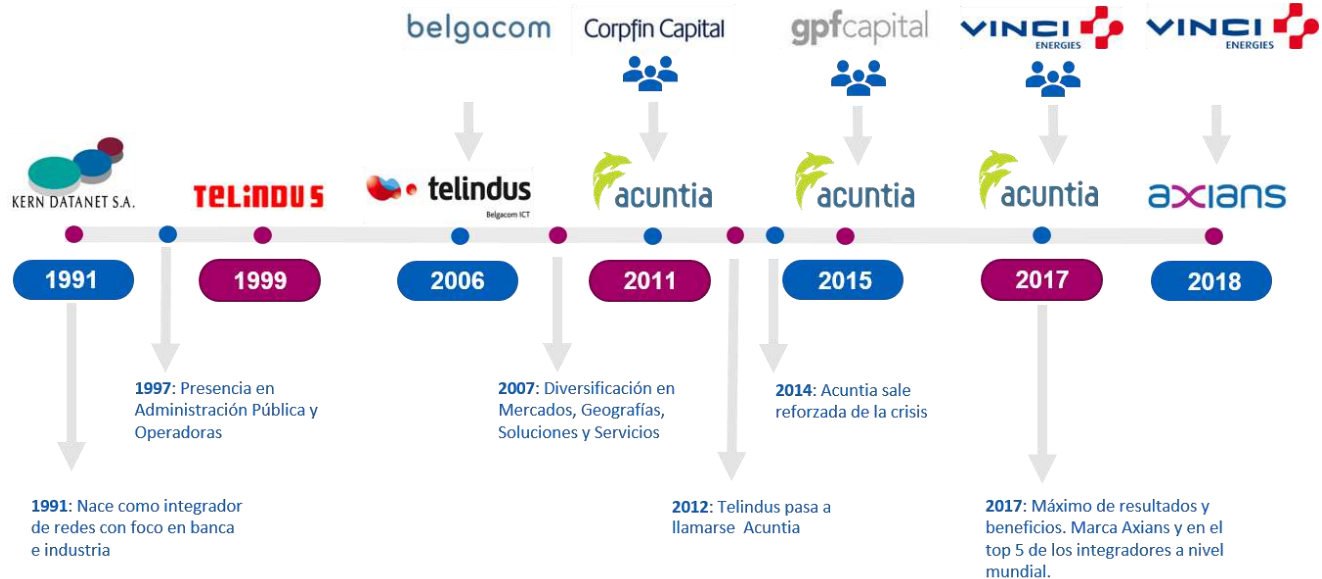 belgacom
Corpfin Capital
gpfcapital
VINCI
ENERGIES
VINCI
ENERGIES
KERN DATANET S.A.
TELINDUS
telindus
Belgacom ICT
acuntia
acuntia
acuntia
axians
1991
1999
2006
2011
2015
2017
2018
1997: Presencia en
Administración Pública y
Operadoras
2007: Diversificación en
Mercados, Geografías,
Soluciones y Servicios
2014: Acuntia sale
reforzada de la crisis
1991: Nace como integrador
de redes con foco en banca
e industria
2012: Telindus pasa a
llamarse Acuntia
2017: Máximo de resultados y
beneficios. Marca Axians y en el
top 5 de los integradores a nivel
mundial.